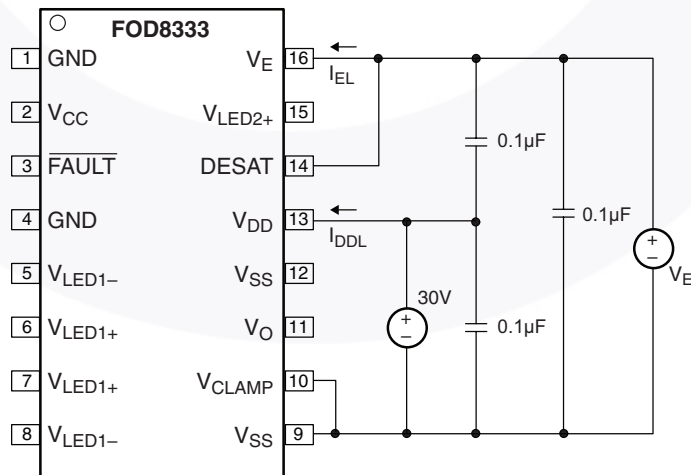 FOD8333
1 GND
2 VCC
3 FAULT
4 GND
5 VLED1–
6 VLED1+
7 VLED1+
8 VLED1–
VE 16
VLED2+ 15
DESAT 14
VDD 13
VSS 12
VO 11
VCLAMP 10
VSS 9
IEL
IDDL
0.1µF
0.1µF
30V
+
–
0.1µF
+
–
VE